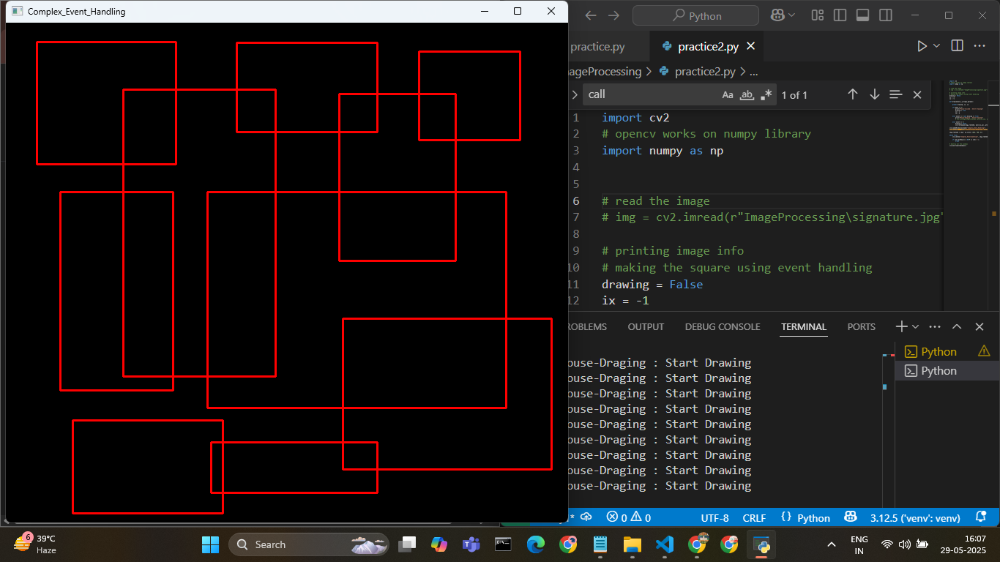 Complex_Event_Handling
Python
practice.py
practice2.py
ageProcessing > practice2.py > ...
call
Aa ab 1 of 1
1 import cv2
2 # opencv works on numpy library
3 import numpy as np
4
5
6 # read the image
7 # img = cv2.imread(r"ImageProcessing\signature.jpg"
8
9 # printing image info
10 # making the square using event handling
11 drawing = False
12 ix = -1
ROBLEMS OUTPUT DEBUG CONSOLE TERMINAL PORTS
ouse-Draging : Start Drawing
ouse-Draging : Start Drawing
ouse-Draging : Start Drawing
ouse-Draging : Start Drawing
ouse-Draging : Start Drawing
ouse-Draging : Start Drawing
ouse-Draging : Start Drawing
ouse-Draging : Start Drawing
ouse-Draging : Start Drawing
Python
Python
0 0 UTF-8 CRLF {} Python 3.12.5 ('venv': venv)
6
39°C
Haze
Search
ENG
IN
16:07
29-05-2025